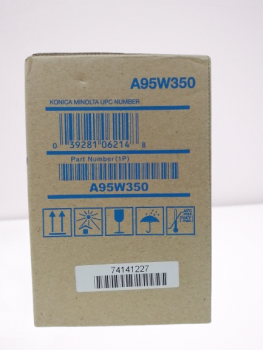 A95W350
KONICA MINOLTA UPC NUMBER
0 39281 06214 8
Part Number(1P)
A95W350
74141227